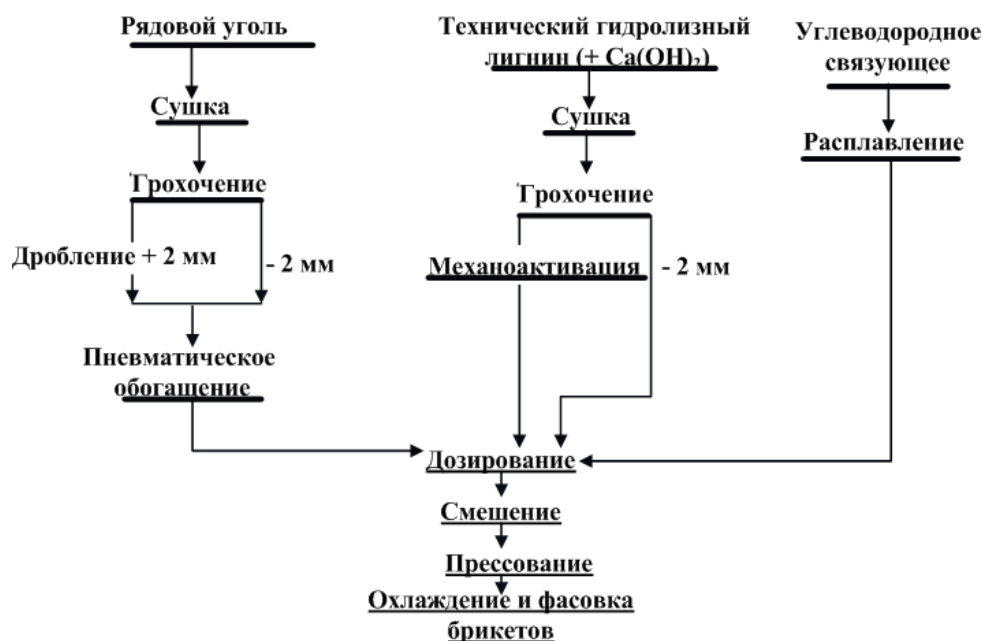 Рядовой уголь
Технический гидролизный
лигнин (+ Ca(OH)₂)
Углеводородное
связующее
Сушка
Сушка
Расплавление
Грохочение
Грохочение
Дробление + 2 мм
- 2 мм
Механоактивация
- 2 мм
Пневматическое
обогащение
Дозирование
Смешение
Прессование
Охлаждение и фасовка
брикетов